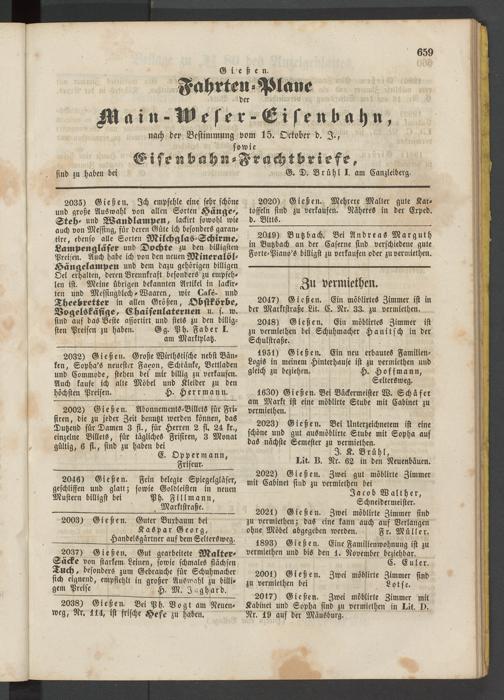 659
Gießen.
Fahrten-Plane
der
Main-Weser-Eisenbahn,
nach der Bestimmung vom 15. October d. J.,
sowie
Eisenbahn-Frachtbriefe,
sind zu haben bei G. D. Brühl I. am Canzleiberg.
2035) Gießen. Ich empfehle eine sehr schöne
und große Auswahl von allen Sorten Hänge-,
Steh- und Wandlampen, lackirt sowohl wie
auch von Messing, für deren Güte ich besonders garan-
tire, ebenso alle Sorten Milchglas-Schirme,
Lampengläser und Dochte zu den billigsten
Preisen. Auch habe ich von den neuen Mineralöl-
Hängelampen und dem dazu gehörigen billigen
Oel erhalten, deren Brennkraft besonders zu empfeh-
len ist. Meine übrigen bekannten Artikel in lackir-
ten und Messingblech-Waaren, wie Café- und
Theebretter in allen Größen, Obstkörbe,
Vogelskäfige, Chaisenlaternen u. s. w.
sind auf das Beste assortirt und stets zu den billig-
sten Preisen zu haben. Gg. Ph. Faber I.
am Marktplatz.
2032) Gießen. Große Wirthstische nebst Bän-
ken, Sopha's neuester Façon, Schränke, Bettladen
und Commode, stehen bei mir billig zu verkaufen.
Auch kaufe ich alte Möbel und Kleider zu den
höchsten Preisen. H. Herrmann.
2002) Gießen. Abonnements-Billets für Fri-
siren, die zu jeder Zeit benutzt werden können, das
Dutzend für Damen 3 fl., für Herren 2 fl. 24 kr.,
einzelne Billets, für tägliches Frisiren, 3 Monat
gültig, 6 fl., sind zu haben bei
C. Oppermann,
Friseur.
2046) Gießen. Fein belegte Spiegelgläser,
geschliffen und glatt; sowie Goldleisten in neuen
Mustern billigst bei Ph. Fillmann,
Marktstraße.
2003) Gießen. Guter Buxbaum bei
Kaspar Georg,
Handelsgärtner auf dem Seltersweg.
2037) Gießen. Gut gearbeitete Malter-
Säcke von starkem Leinen, sowie schmales flächsen
Tuch, besonders zum Gebrauche für Schuhmacher
sich eignend, empfiehlt in großer Auswahl zu billi-
gem Preise H. M. Jughard.
2038) Gießen. Bei Ph. Vogt am Neuen-
weg, Nr. 114, ist frische Hefe zu haben.
2020) Gießen. Mehrere Malter gute Kar-
toffeln sind zu verkaufen. Näheres in der Exped.
d. Blts.
2049) Butzbach. Bei Andreas Marguth
in Butzbach an der Caserne sind verschiedene gute
Forte-Piano's billigst zu verkaufen oder zu vermiethen.
Zu vermiethen.
2047) Gießen. Ein möblirtes Zimmer ist in
der Marktstraße Lit. C. Nr. 33. zu vermiethen.
2048) Gießen. Ein möblirtes Zimmer ist
zu vermiethen bei Schuhmacher Hanitsch in der
Schulstraße.
1951) Gießen. Ein neu erbautes Familien-
Logis in meinem Hinterhause ist zu vermiethen und
gleich zu beziehen. H. Hoffmann,
Seltersweg.
1630) Gießen. Bei Bäckermeister W. Schäfer
am Markt ist eine möblirte Stube mit Cabinet zu
vermiethen.
2023) Gießen. Bei Unterzeichnetem ist eine
schöne und gut ausmöblirte Stube mit Sopha auf
das nächste Semester zu vermiethen.
J. K. Brühl,
Lit. B. Nr. 62 in den Neuenbäuen.
2022) Gießen. Zwei gut möblirte Zimmer
mit Cabinet sind zu vermiethen bei
Jacob Walther,
Schneidermeister.
2021) Gießen. Zwei möblirte Zimmer sind
zu vermiethen; das eine kann auch auf Verlangen
ohne Möbel abgegeben werden. Fr. Müller.
1893) Gießen. Eine Familienwohnung ist zu
vermiethen und bis den 1. November beziehbar.
C. Euler.
2001) Gießen. Zwei möblirte Zimmer sind
zu vermiethen bei Lotse.
2017) Gießen. Zwei möblirte Zimmer mit
Kabinet und Sopha sind zu vermiethen in Lit. D.
Nr. 19 auf der Mäusburg.